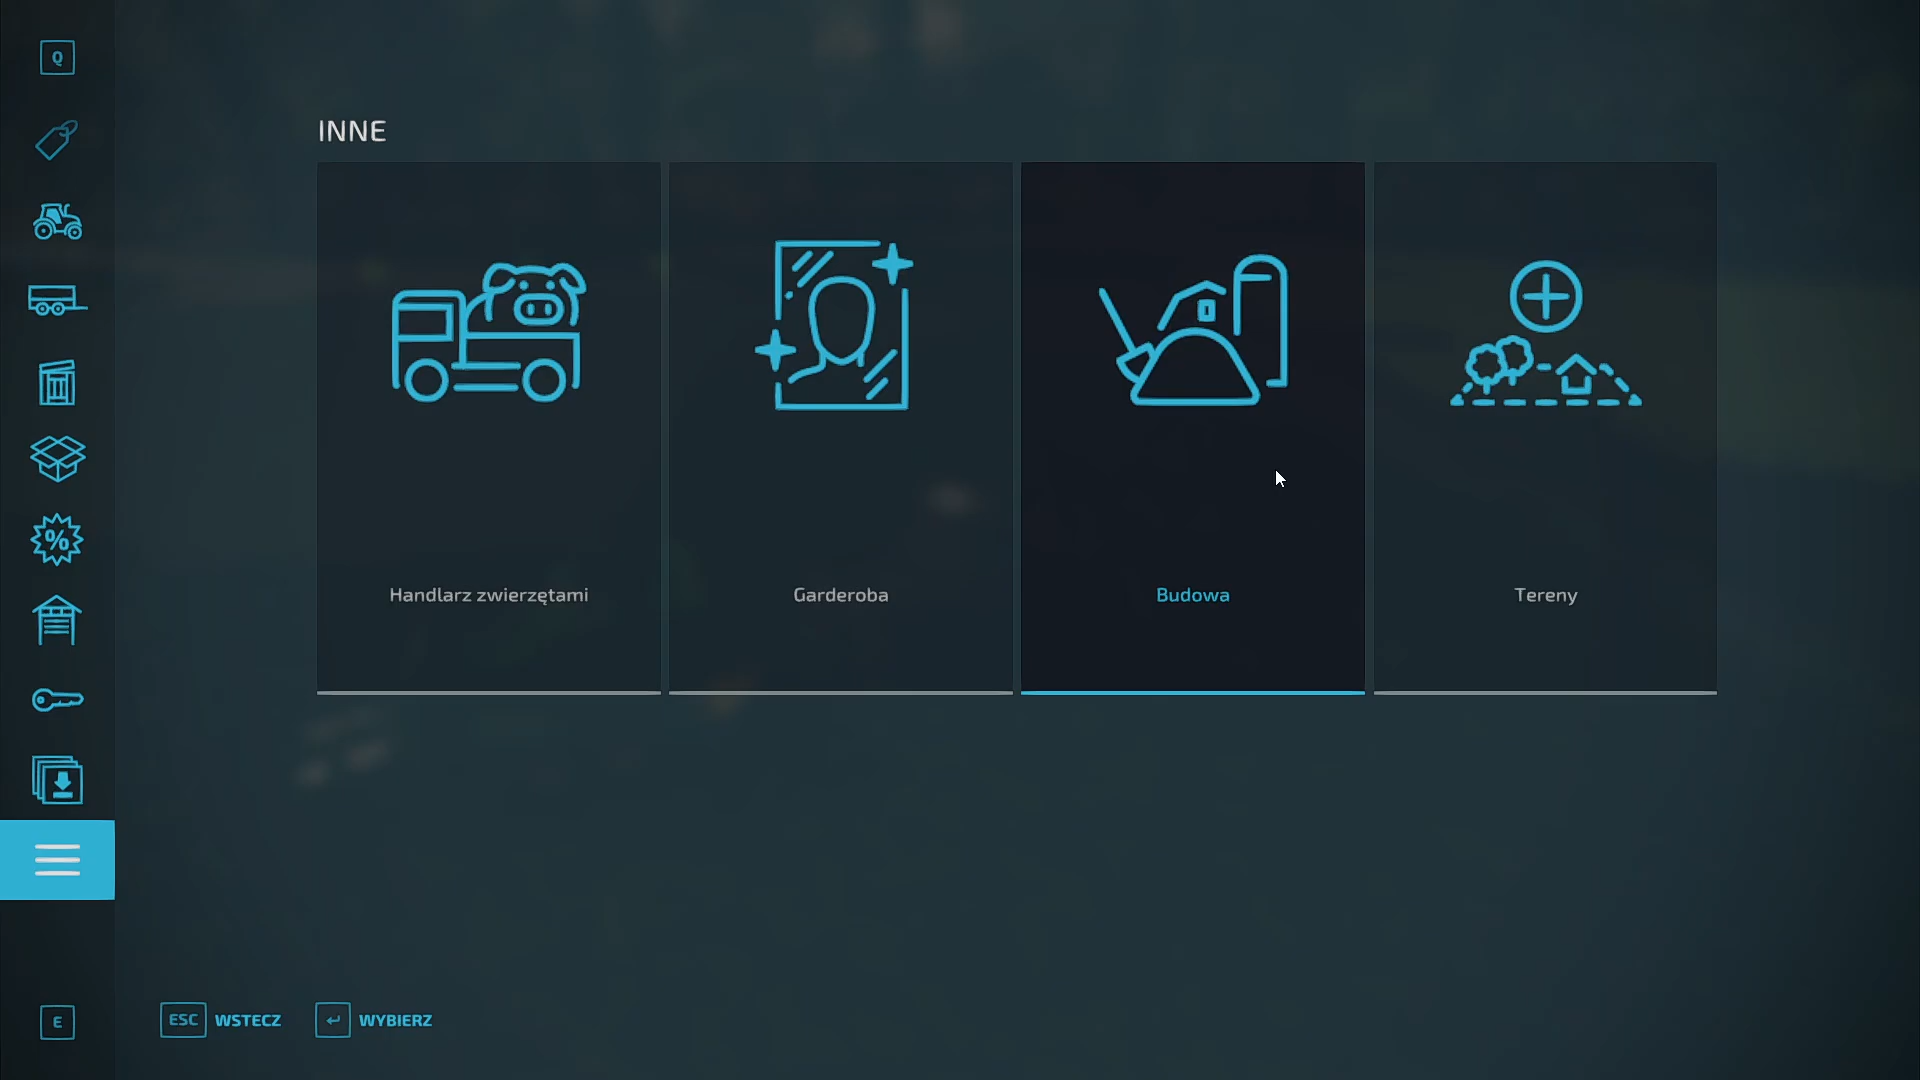 Q
INNE
%
Handlarz zwierzętami
Garderoba
Budowa
Tereny
E
ESC WSTECZ
WYBIERZ